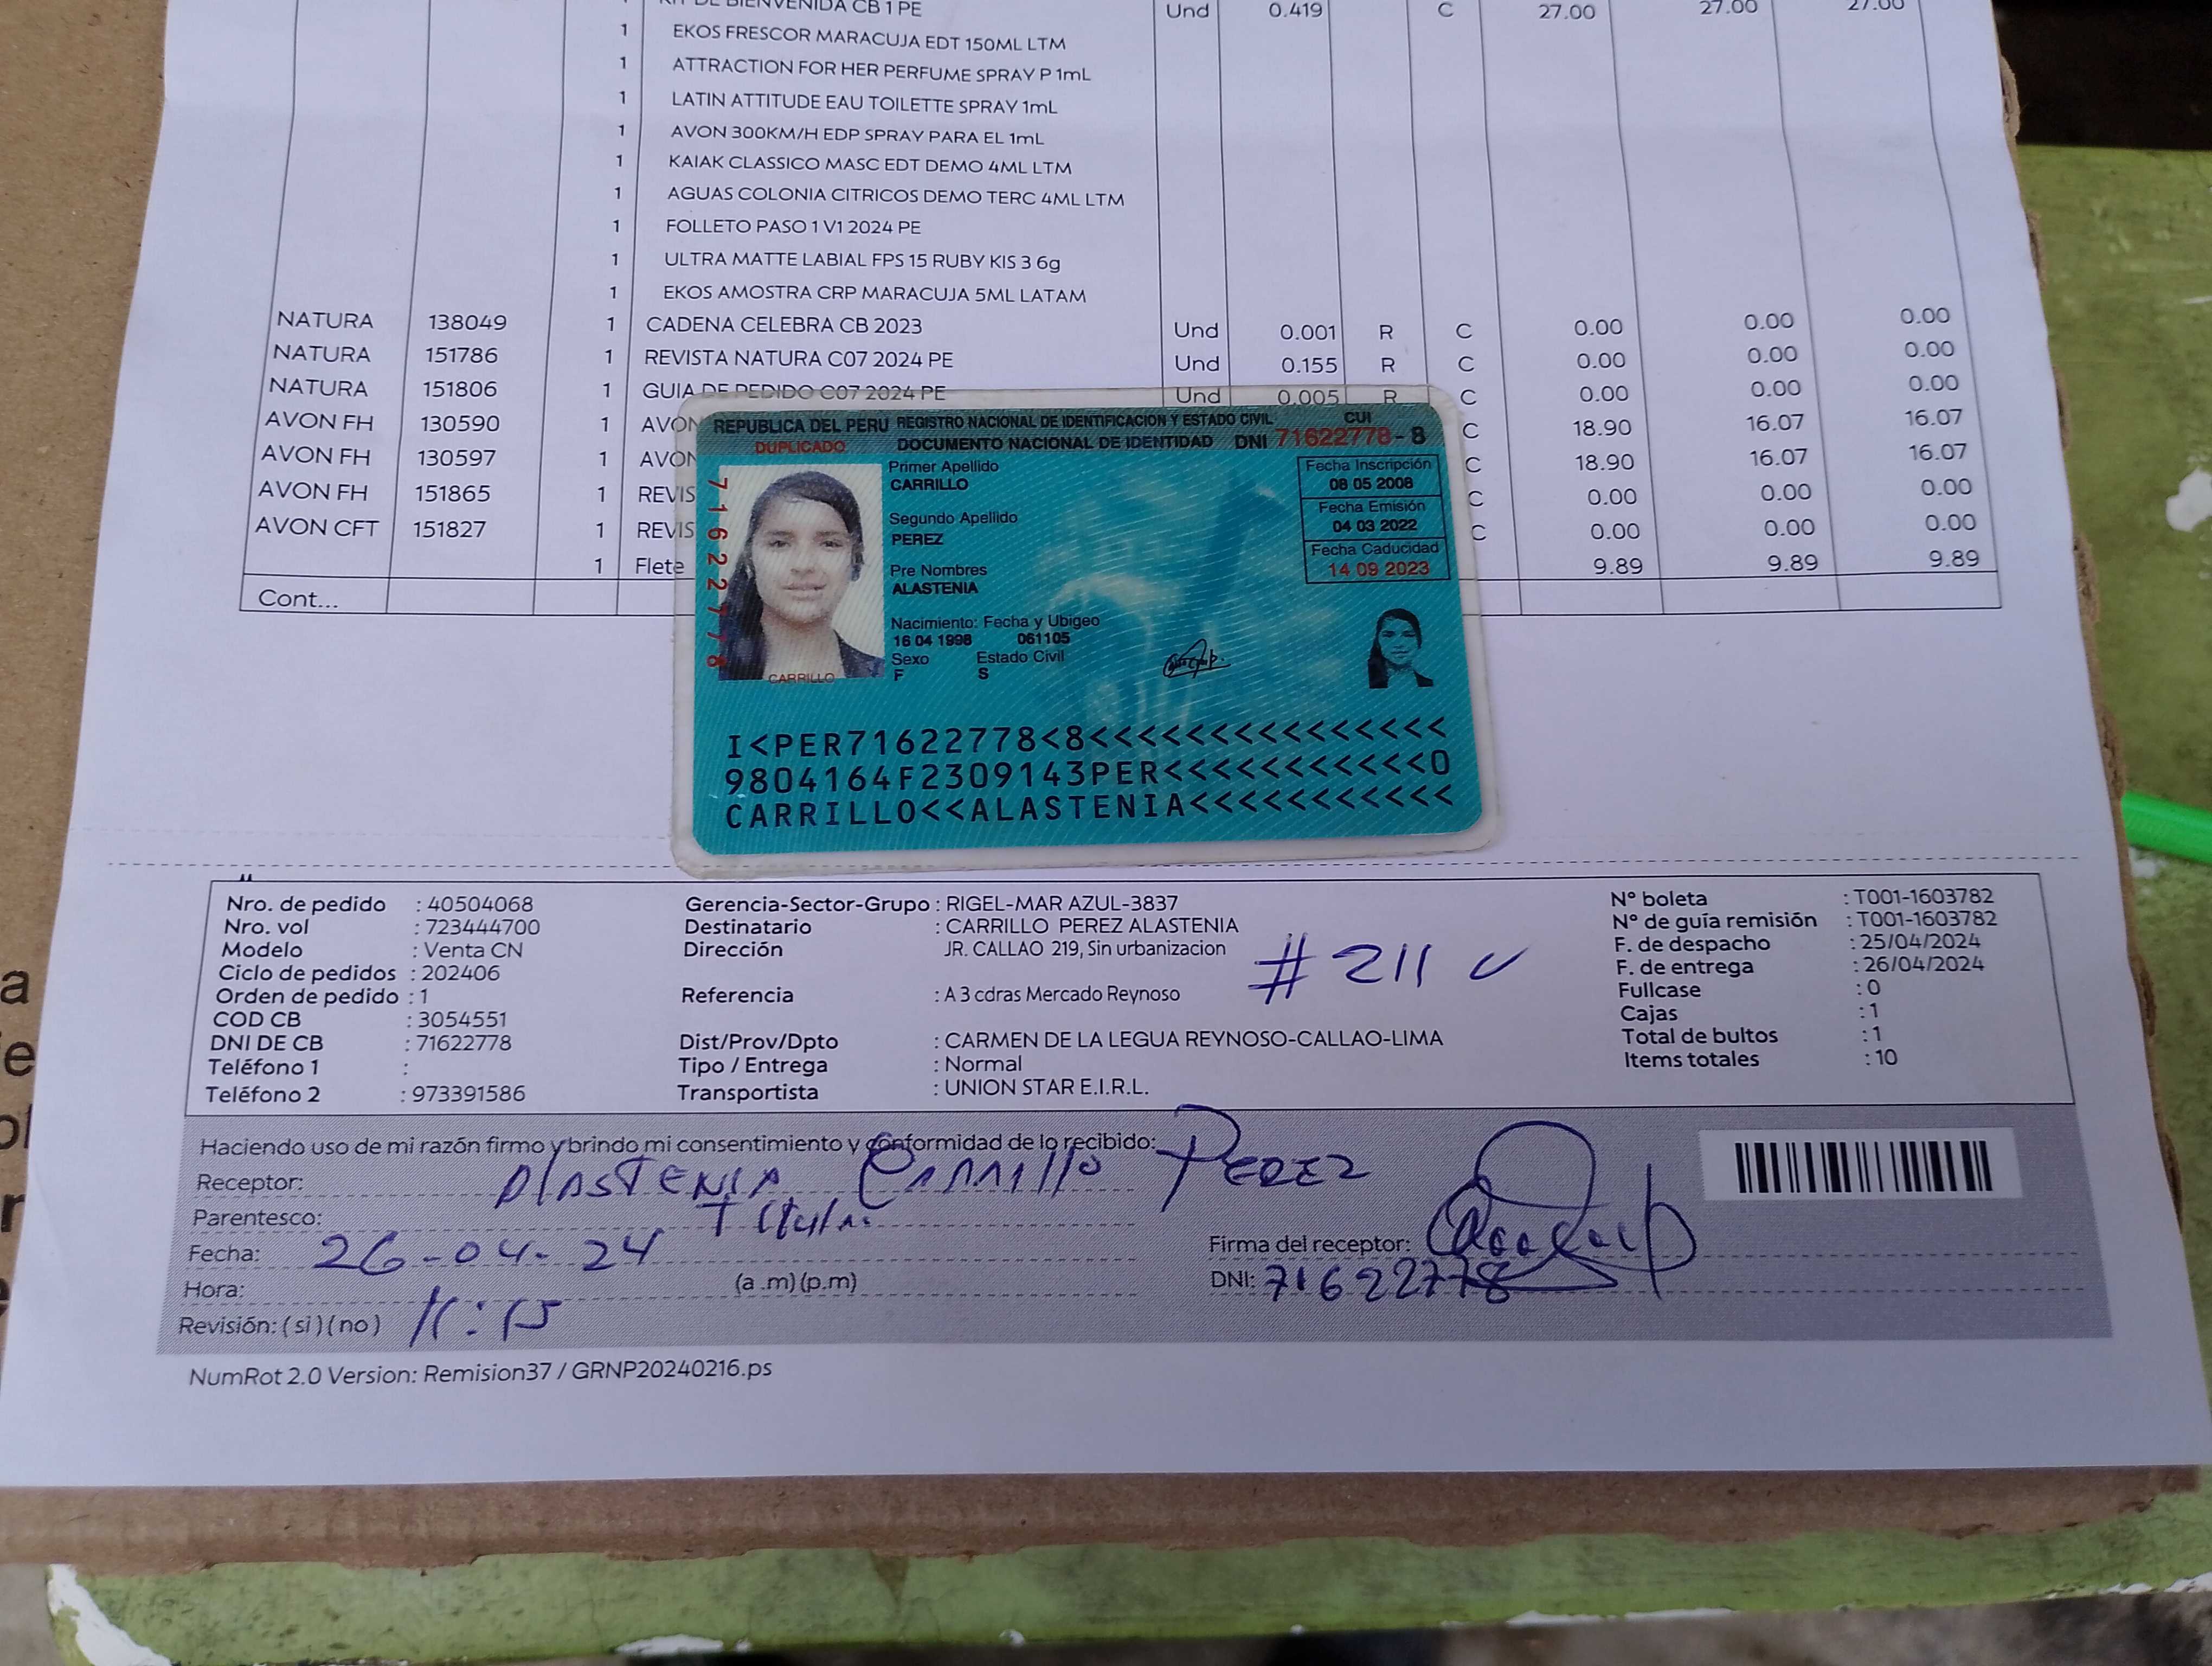 1 KIT DE BIENVENIDA CB 1 PE Und 0.419 C 27.00 27.00 27.00
1 EKOS FRESCOR MARACUJA EDT 150ML LTM
1 ATTRACTION FOR HER PERFUME SPRAY P 1mL
1 LATIN ATTITUDE EAU TOILETTE SPRAY 1mL
1 AVON 300KM/H EDP SPRAY PARA EL 1mL
1 KAIAK CLASSICO MASC EDT DEMO 4ML LTM
1 AGUAS COLONIA CITRICOS DEMO TERC 4ML LTM
1 FOLLETO PASO 1 V1 2024 PE
1 ULTRA MATTE LABIAL FPS 15 RUBY KIS 3 6g
1 EKOS AMOSTRA CRP MARACUJA 5ML LATAM
NATURA 138049 1 CADENA CELEBRA CB 2023 Und 0.001 R C 0.00 0.00 0.00
NATURA 151786 1 REVISTA NATURA C07 2024 PE Und 0.155 R C 0.00 0.00 0.00
NATURA 151806 1 GUIA DE PEDIDO C07 2024 PE Und 0.005 R C 0.00 0.00 0.00
AVON FH 130590 1 AVON C 18.90 16.07 16.07
AVON FH 130597 1 AVON C 18.90 16.07 16.07
AVON FH 151865 1 REVIS C 0.00 0.00 0.00
AVON CFT 151827 1 REVIS C 0.00 0.00 0.00
1 Flete 9.89 9.89 9.89
Cont...
REPUBLICA DEL PERU REGISTRO NACIONAL DE IDENTIFICACION Y ESTADO CIVIL CUI
DUPLICADO DOCUMENTO NACIONAL DE IDENTIDAD DNI 71622778 - 8
71622778
CARRILLO
Primer Apellido
CARRILLO
Segundo Apellido
PEREZ
Pre Nombres
ALASTENIA
Nacimiento: Fecha y Ubigeo
16 04 1998 061105
Sexo Estado Civil
F S
Fecha Inscripción
08 05 2008
Fecha Emisión
04 03 2022
Fecha Caducidad
14 09 2023
I<PER71622778<8<<<<<<<<<<<<<<<
9804164F2309143PER<<<<<<<<<<<0
CARRILLO<<ALASTENIA<<<<<<<<<<<
Nro. de pedido : 40504068
Nro. vol : 723444700
Modelo : Venta CN
Ciclo de pedidos : 202406
Orden de pedido : 1
COD CB : 3054551
DNI DE CB : 71622778
Teléfono 1 :
Teléfono 2 : 973391586
Gerencia-Sector-Grupo : RIGEL-MAR AZUL-3837
Destinatario : CARRILLO PEREZ ALASTENIA
Dirección JR. CALLAO 219, Sin urbanizacion
# 211
Referencia : A 3 cdras Mercado Reynoso
Dist/Prov/Dpto : CARMEN DE LA LEGUA REYNOSO-CALLAO-LIMA
Tipo / Entrega : Normal
Transportista : UNION STAR E.I.R.L.
N° boleta : T001-1603782
N° de guía remisión : T001-1603782
F. de despacho : 25/04/2024
F. de entrega : 26/04/2024
Fullcase : 0
Cajas : 1
Total de bultos : 1
Items totales : 10
Haciendo uso de mi razón firmo y brindo mi consentimiento y conformidad de lo recibido:
Receptor: AlASTENIA CARRIllO PEREZ
Parentesco: Titular
Fecha: 26-04-24
Hora: (a .m) (p.m)
Revisión: ( si ) ( no ) 11:15
Firma del receptor:
DNI: 71622778
NumRot 2.0 Version: Remision37 / GRNP20240216.ps